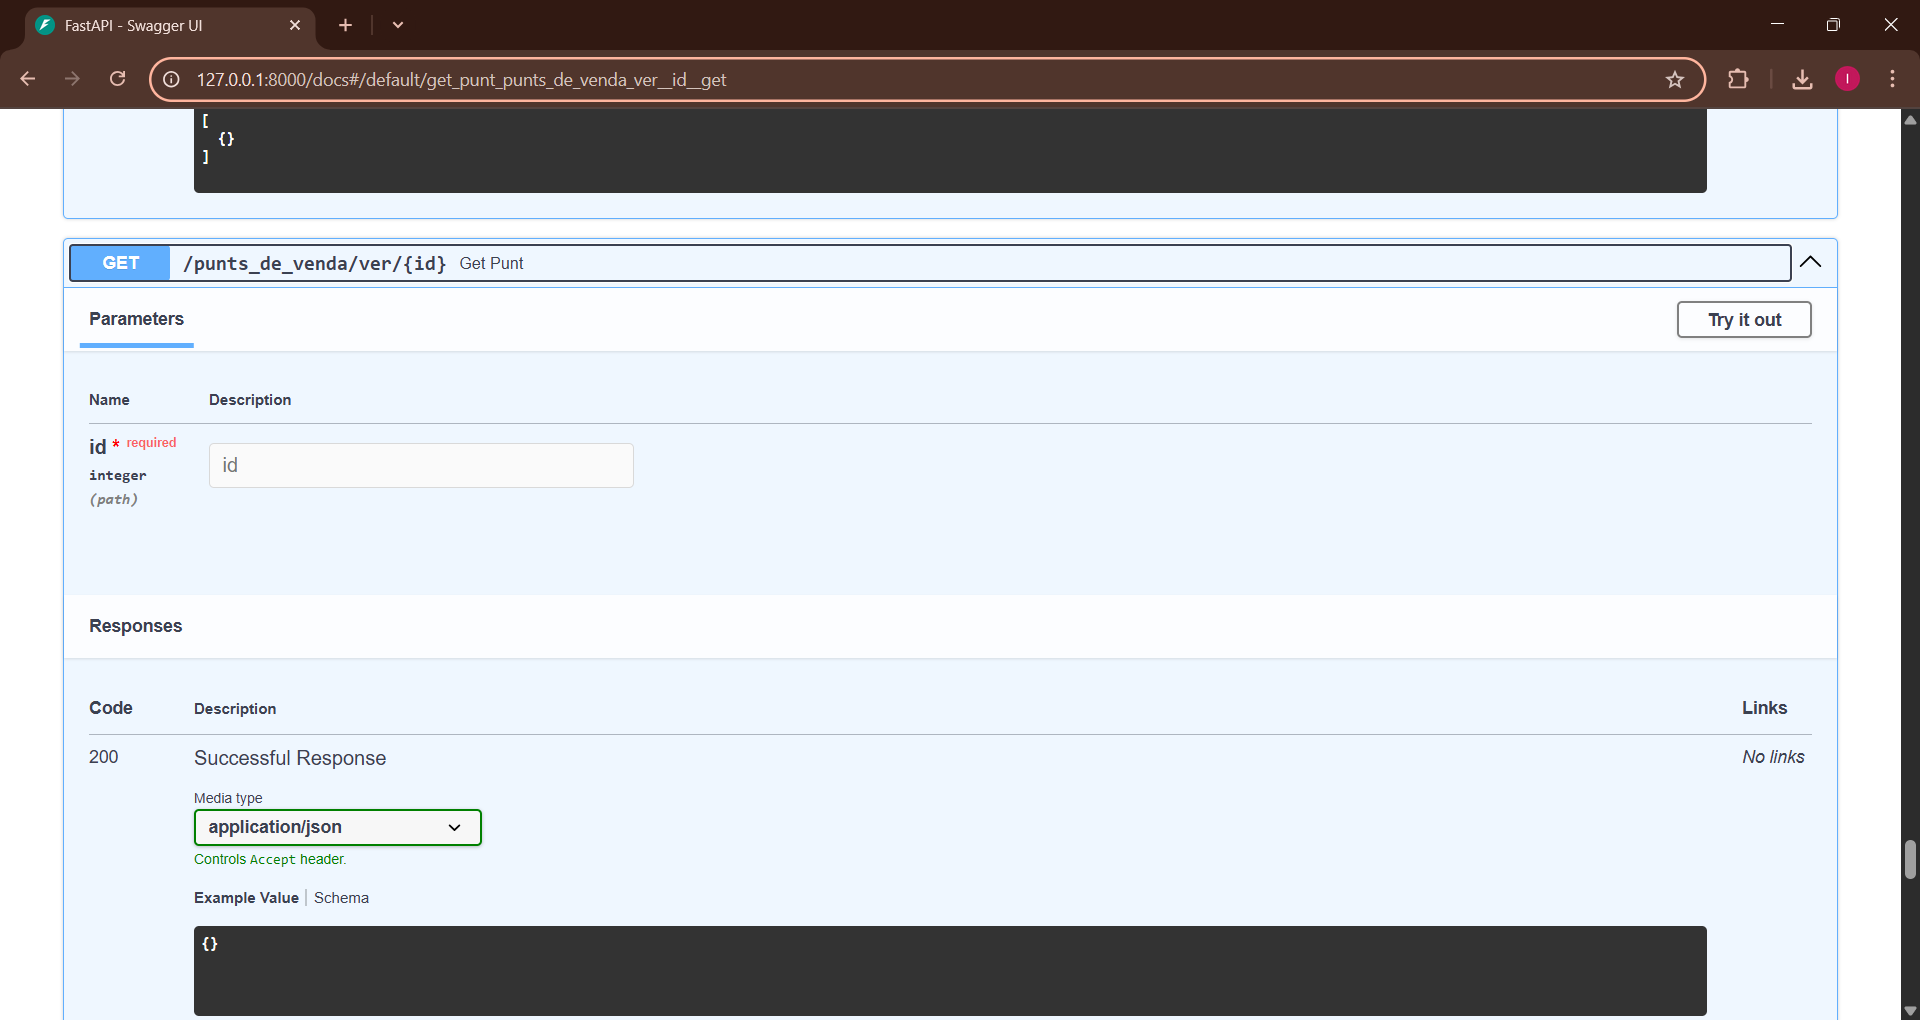 FastAPI - Swagger UI
127.0.0.1:8000/docs#/default/get_punt_punts_de_venda_ver__id__get
I
[
{}
]
GET /punts_de_venda/ver/{id} Get Punt
Parameters
Try it out
Name Description
id * required
integer
(path)
id
Responses
Code Description Links
200 Successful Response No links
Media type
application/json
Controls Accept header.
Example Value | Schema
{}